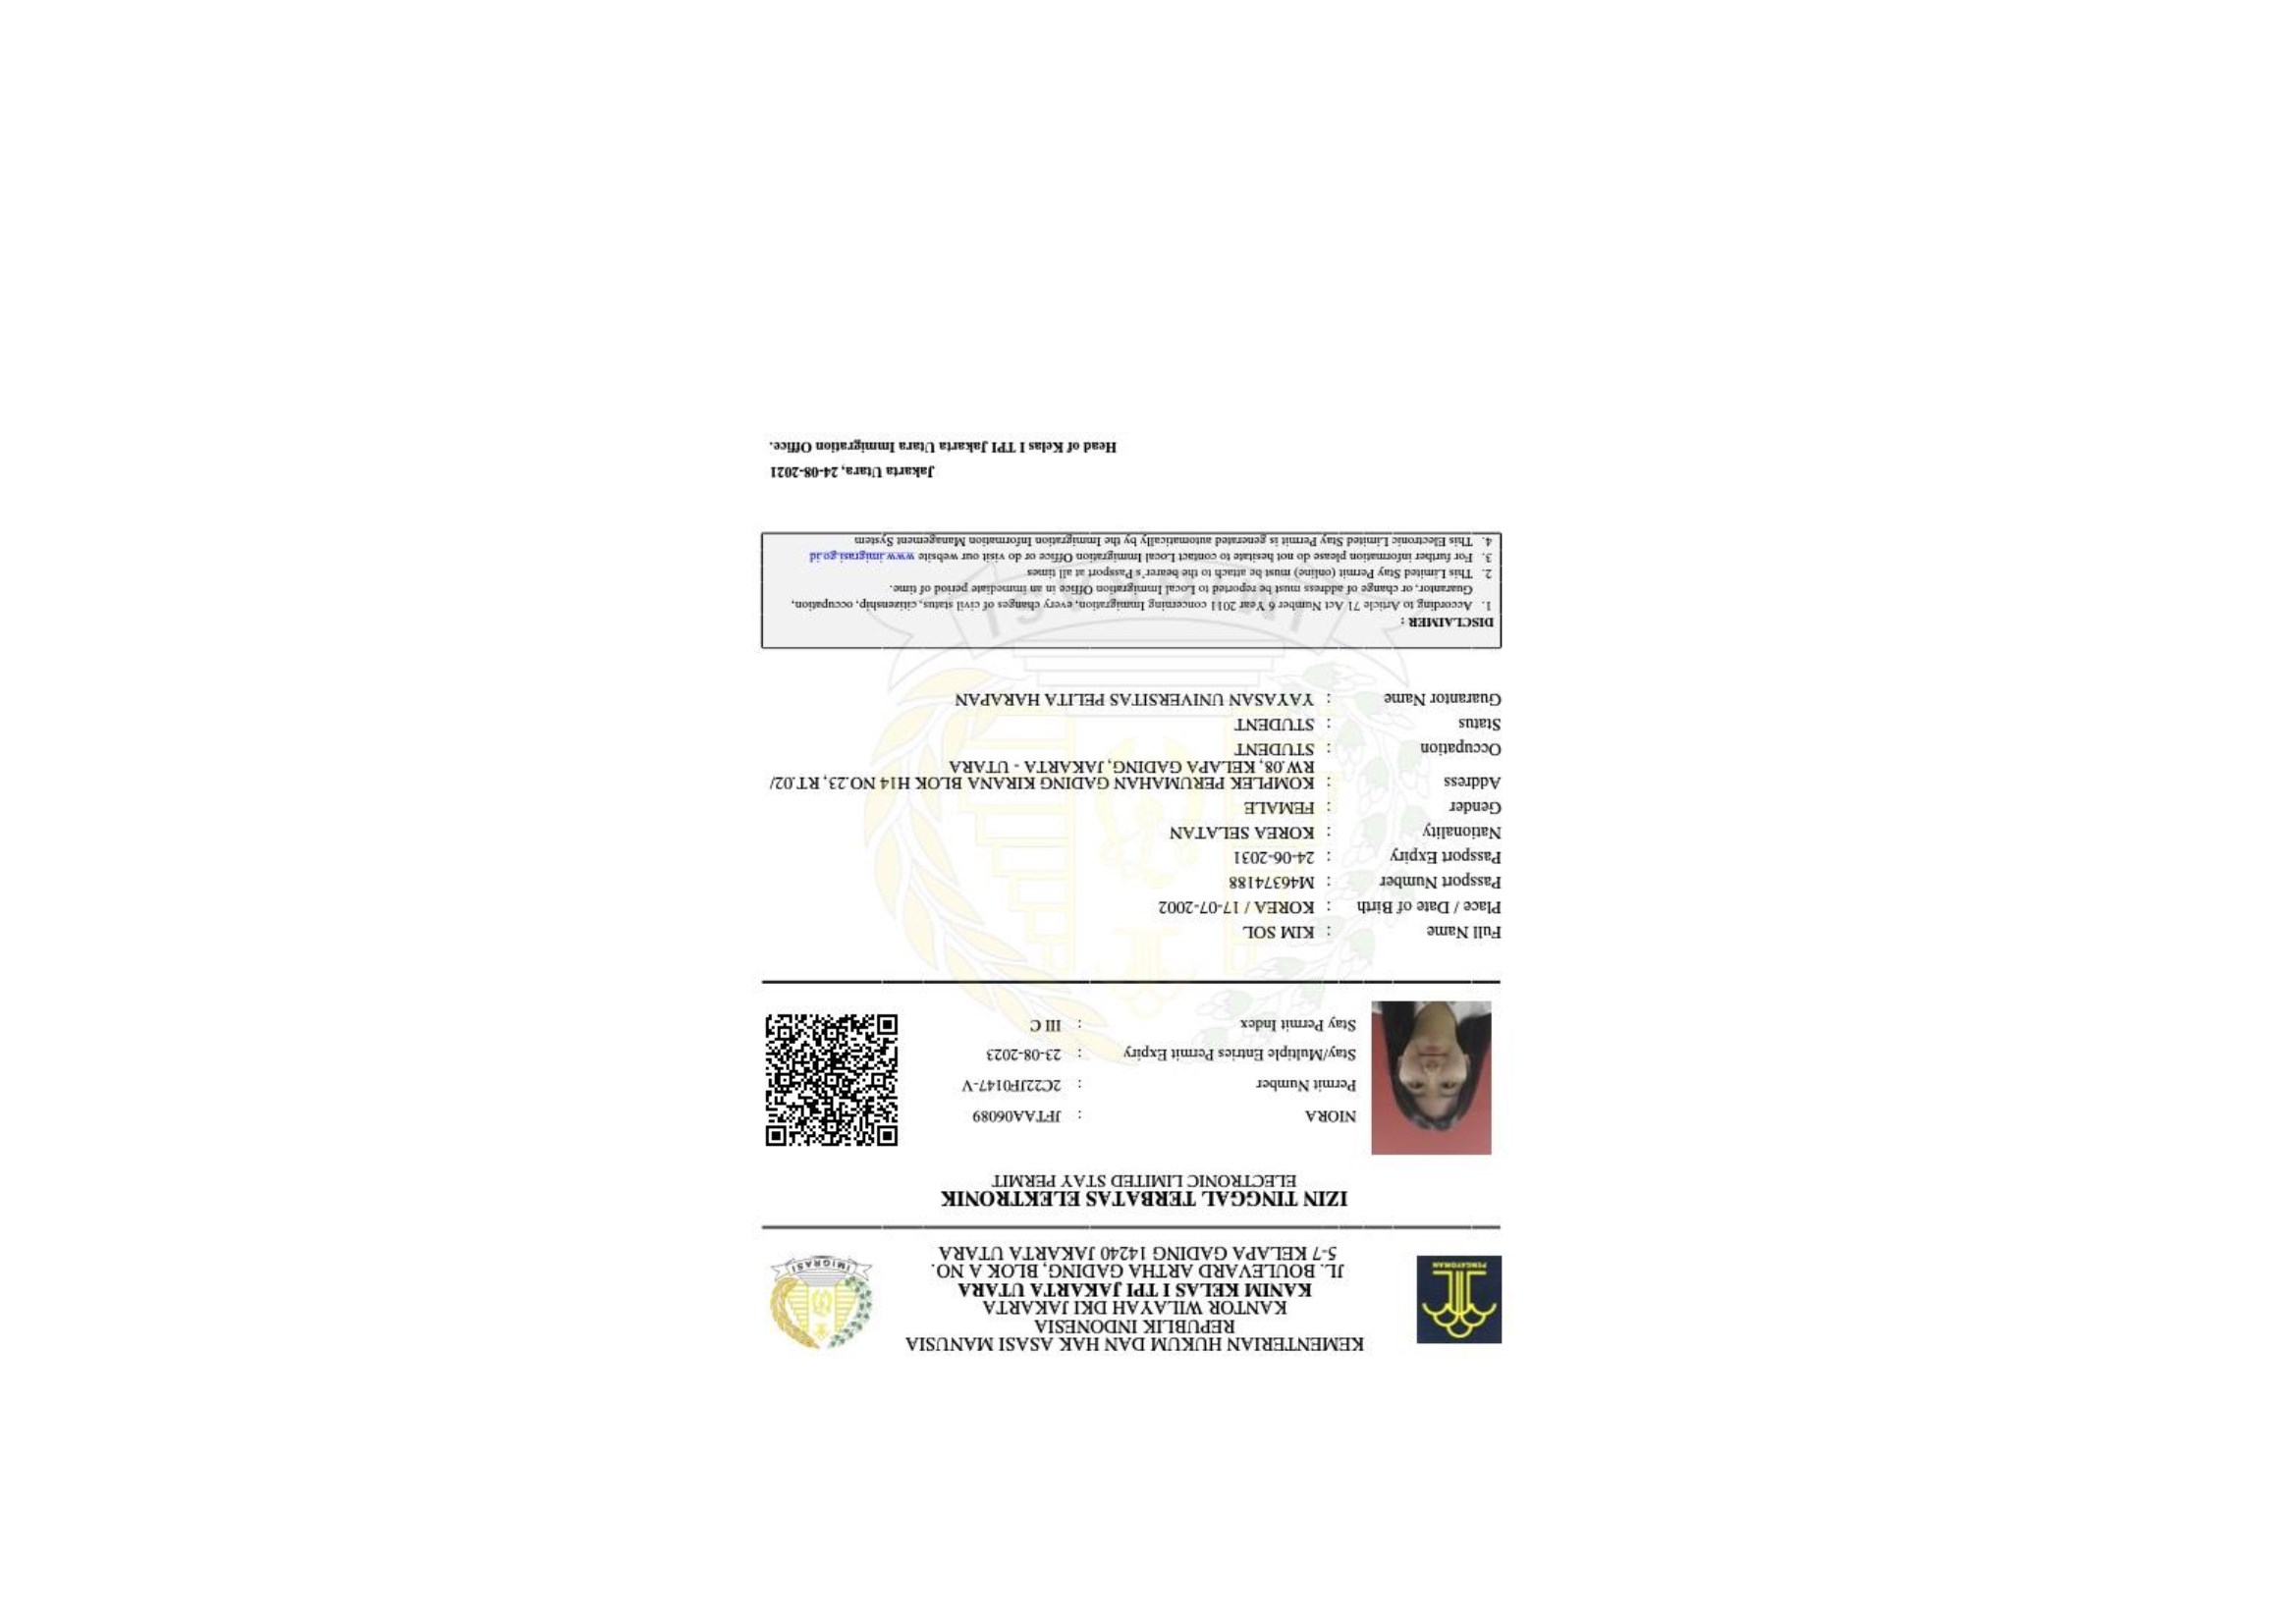 KEMENTERIAN HUKUM DAN HAK ASASI MANUSIA
REPUBLIK INDONESIA
KANTOR WILAYAH DKI JAKARTA
KANIM KELAS I TPI JAKARTA UTARA
JL. BOULEVARD ARTHA GADING, BLOK A NO.
5-7 KELAPA GADING 14240 JAKARTA UTARA
PENGAYOMAN
IMIGRASI
IZIN TINGGAL TERBATAS ELEKTRONIK
ELECTRONIC LIMITED STAY PERMIT
NIORA : JFTAA06089
Permit Number : 2C22JF0147-V
Stay/Multiple Entries Permit Expiry : 23-08-2023
Stay Permit Index : III C
Full Name : KIM SOL
Place / Date of Birth : KOREA / 17-07-2002
Passport Number : M46374188
Passport Expiry : 24-06-2031
Nationality : KOREA SELATAN
Gender : FEMALE
Address : KOMPLEK PERUMAHAN GADING KIRANA BLOK H14 NO.23, RT.02/
RW.08, KELAPA GADING, JAKARTA - UTARA
Occupation : STUDENT
Status : STUDENT
Guarantor Name : YAYASAN UNIVERSITAS PELITA HARAPAN
IMIGRASI
DISCLAIMER :
1. According to Article 71 Act Number 6 Year 2011 concerning Immigration, every changes of civil status, citizenship, occupation,
Guarantor, or change of address must be reported to Local Immigration Office in an immediate period of time.
2. This Limited Stay Permit (online) must be attach to the bearer's Passport at all times
3. For further information please do not hesitate to contact Local Immigration Office or do visit our website www.imigrasi.go.id
4. This Electronic Limited Stay Permit is generated automatically by the Immigration Information Management System
Jakarta Utara, 24-08-2021
Head of Kelas I TPI Jakarta Utara Immigration Office.